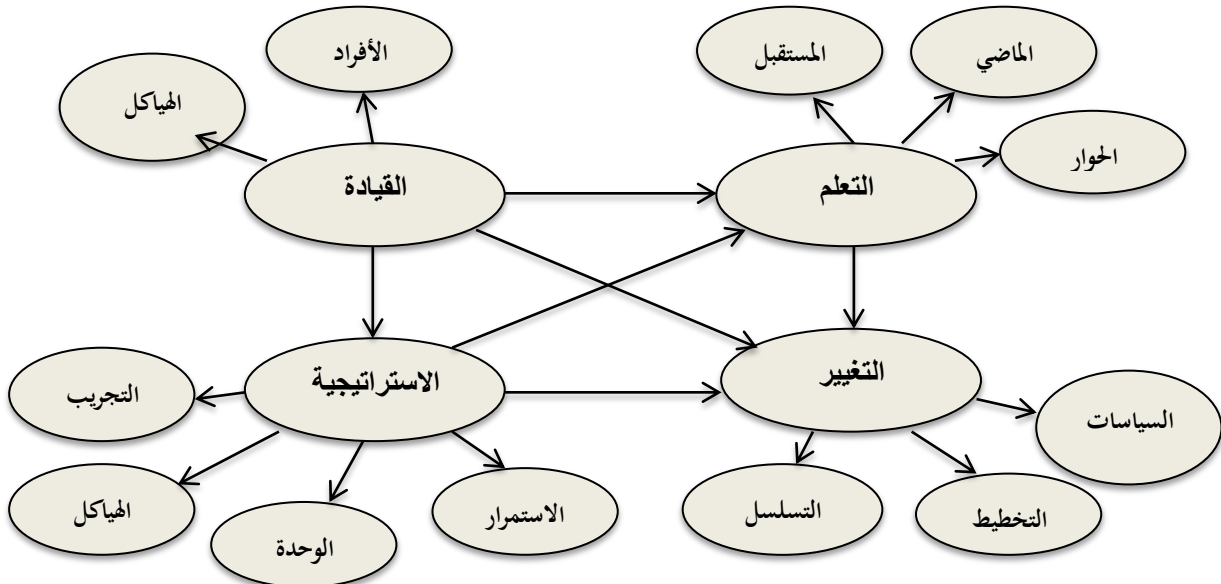 الماضي
المستقبل
الأفراد
الهياكل
الحوار
التعلم
القيادة
التغيير
الاستراتيجية
السياسات
التجريب
التخطيط
التسلسل
الاستمرار
الوحدة
الهياكل